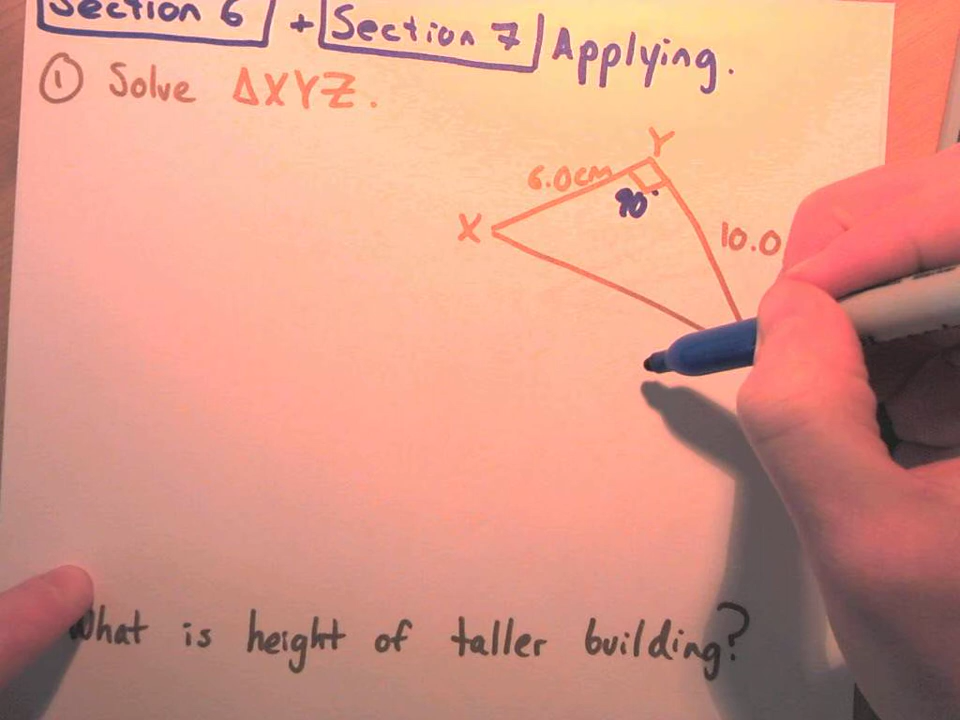 Section 6 + Section 7 Applying.
① Solve ΔXYZ.
Y
6.0cm
90°
X
10.0
What is height of taller building?